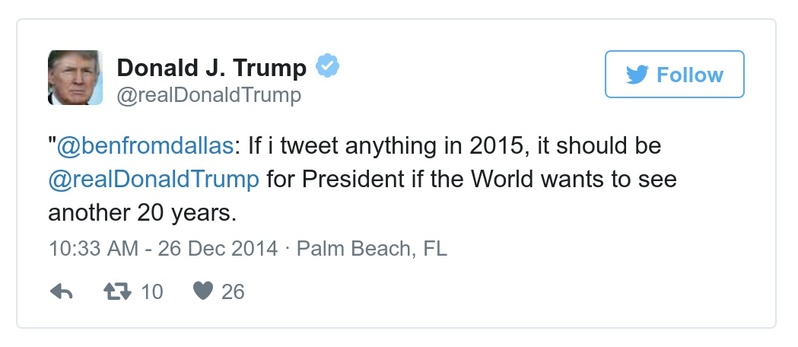 Donald J. Trump
@realDonaldTrump
Follow
"@benfromdallas: If i tweet anything in 2015, it should be
@realDonaldTrump for President if the World wants to see
another 20 years.
10:33 AM - 26 Dec 2014 · Palm Beach, FL
10 26